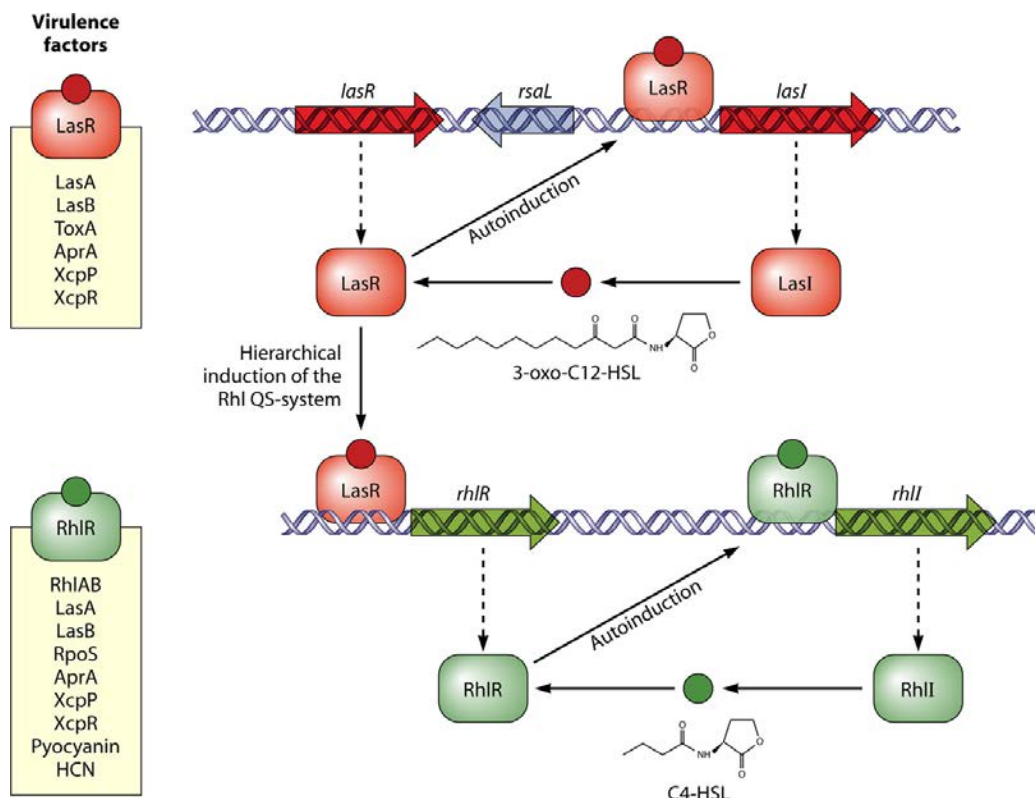 Virulence
factors
LasR
LasA
LasB
ToxA
AprA
XcpP
XcpR
lasR
rsaL
LasR
lasI
Autoinduction
LasR
LasI
O
O
NH
O
O
3-oxo-C12-HSL
Hierarchical
induction of the
Rhl QS-system
LasR
rhlR
RhlR
rhlI
RhlR
RhlAB
LasA
LasB
RpoS
AprA
XcpP
XcpR
Pyocyanin
HCN
Autoinduction
RhlR
RhlI
O
NH
O
O
C4-HSL